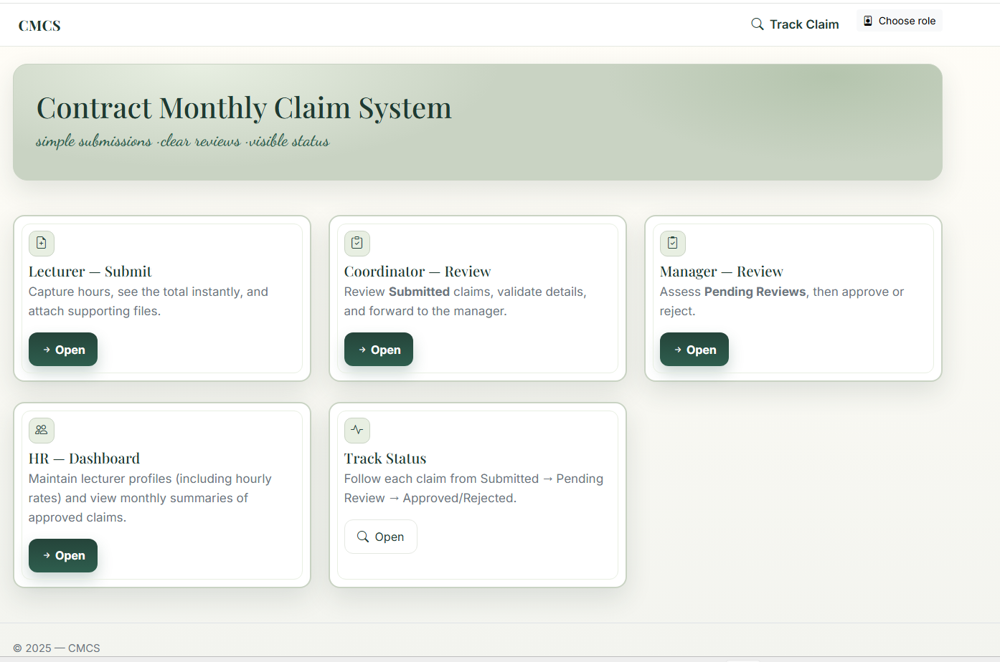 CMCS
Track Claim
Choose role
Contract Monthly Claim System
simple submissions ·clear reviews ·visible status
Lecturer — Submit
Capture hours, see the total instantly, and
attach supporting files.
→ Open
Coordinator — Review
Review Submitted claims, validate details,
and forward to the manager.
→ Open
Manager — Review
Assess Pending Reviews, then approve or
reject.
→ Open
HR — Dashboard
Maintain lecturer profiles (including hourly
rates) and view monthly summaries of
approved claims.
→ Open
Track Status
Follow each claim from Submitted → Pending
Review → Approved/Rejected.
Open
© 2025 — CMCS